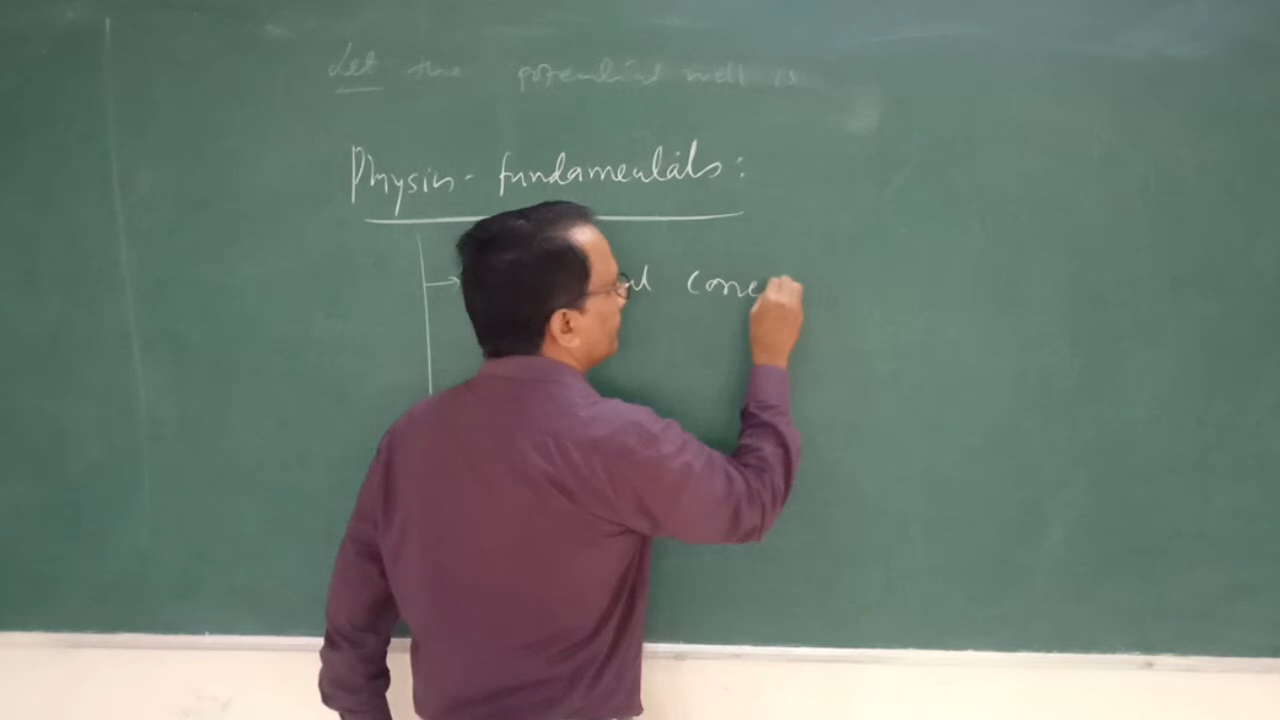 Let the potential well is
Physics - fundamentals: